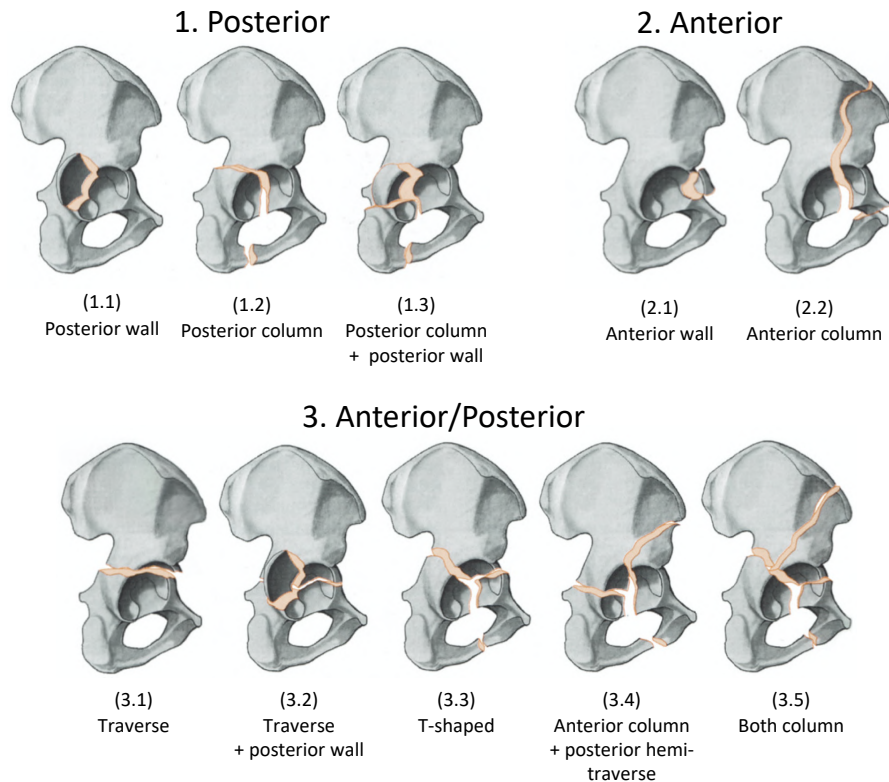 1. Posterior
2. Anterior
(1.1)
Posterior wall
(1.2)
Posterior column
(1.3)
Posterior column
+ posterior wall
(2.1)
Anterior wall
(2.2)
Anterior column
3. Anterior/Posterior
(3.1)
Traverse
(3.2)
Traverse
+ posterior wall
(3.3)
T-shaped
(3.4)
Anterior column
+ posterior hemi-
traverse
(3.5)
Both column